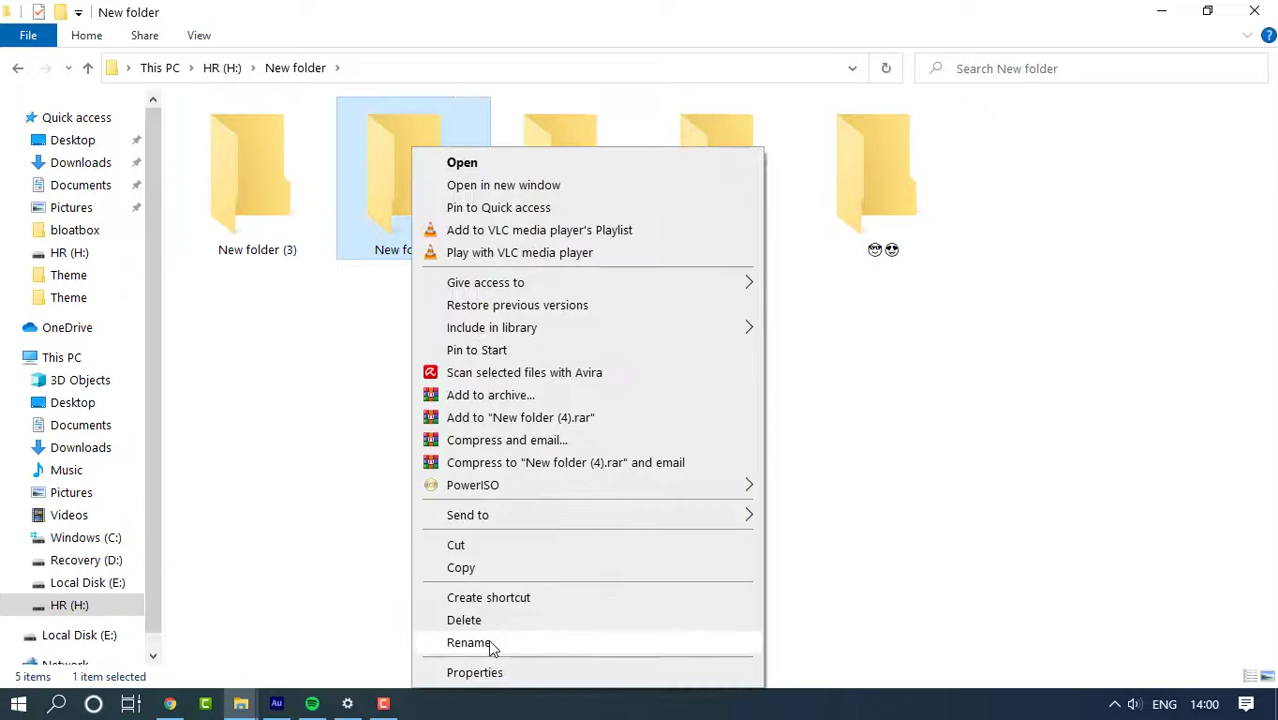 New folder
File Home Share View
This PC HR (H:) New folder
Search New folder
Quick access
Desktop
Downloads
Documents
Pictures
bloatbox
HR (H:)
Theme
Theme
OneDrive
This PC
3D Objects
Desktop
Documents
Downloads
Music
Pictures
Videos
Windows (C:)
Recovery (D:)
Local Disk (E:)
HR (H:)
Local Disk (E:)
Network
New folder (3)
New fo
😎😍
Open
Open in new window
Pin to Quick access
Add to VLC media player's Playlist
Play with VLC media player
Give access to
Restore previous versions
Include in library
Pin to Start
Scan selected files with Avira
Add to archive...
Add to "New folder (4).rar"
Compress and email...
Compress to "New folder (4).rar" and email
PowerISO
Send to
Cut
Copy
Create shortcut
Delete
Rename
Properties
5 items 1 item selected
Au
ENG 14:00